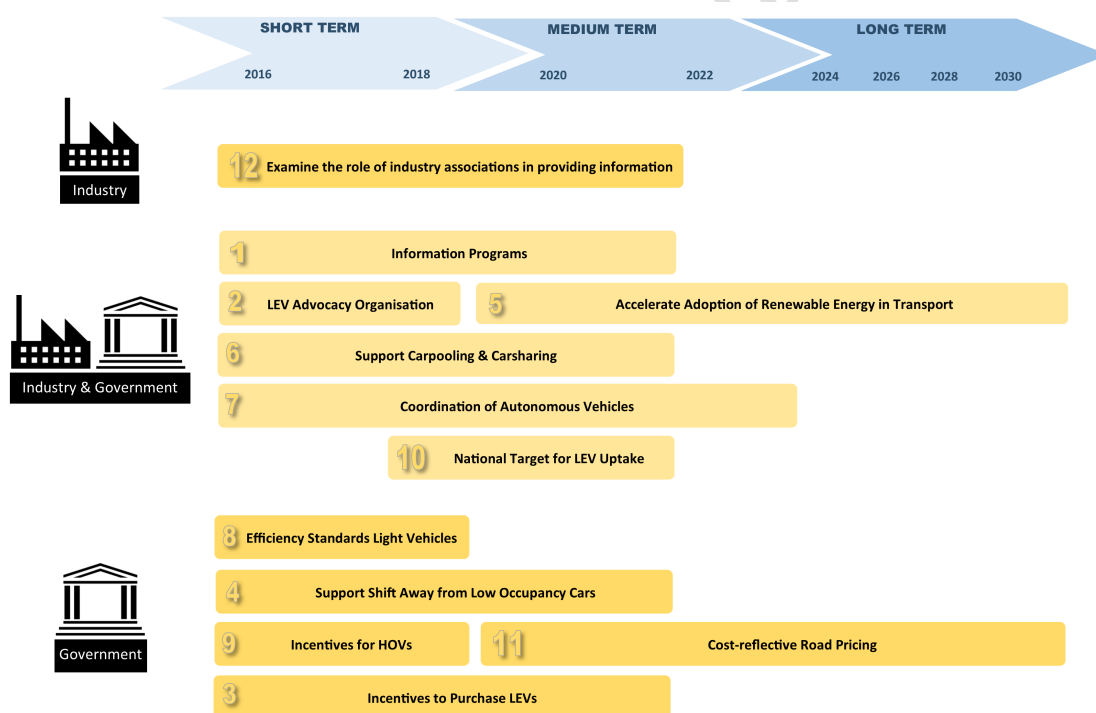 SHORT TERM
MEDIUM TERM
LONG TERM
2016
2018
2020
2022
2024
2026
2028
2030
12 Examine the role of industry associations in providing information
Industry
1 Information Programs
2 LEV Advocacy Organisation
5 Accelerate Adoption of Renewable Energy in Transport
6 Support Carpooling & Carsharing
Industry & Government
7 Coordination of Autonomous Vehicles
10 National Target for LEV Uptake
8 Efficiency Standards Light Vehicles
4 Support Shift Away from Low Occupancy Cars
9 Incentives for HOVs
11 Cost-reflective Road Pricing
Government
3 Incentives to Purchase LEVs